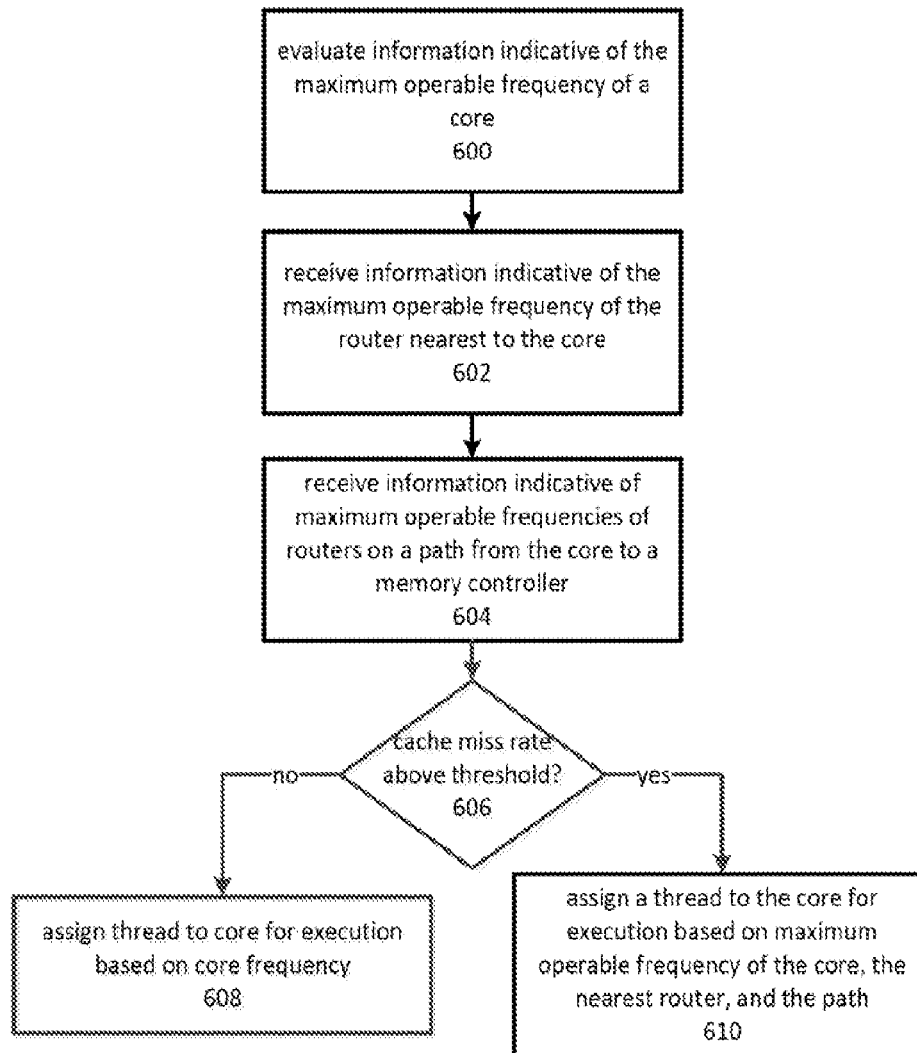 evaluate information indicative of the
maximum operable frequency of a
core
600
receive information indicative of the
maximum operable frequency of the
router nearest to the core
602
receive information indicative of
maximum operable frequencies of
routers on a path from the core to a
memory controller
604
cache miss rate
above threshold?
606
no
yes
assign thread to core for execution
based on core frequency
608
assign a thread to the core for
execution based on maximum
operable frequency of the core, the
nearest router, and the path
610